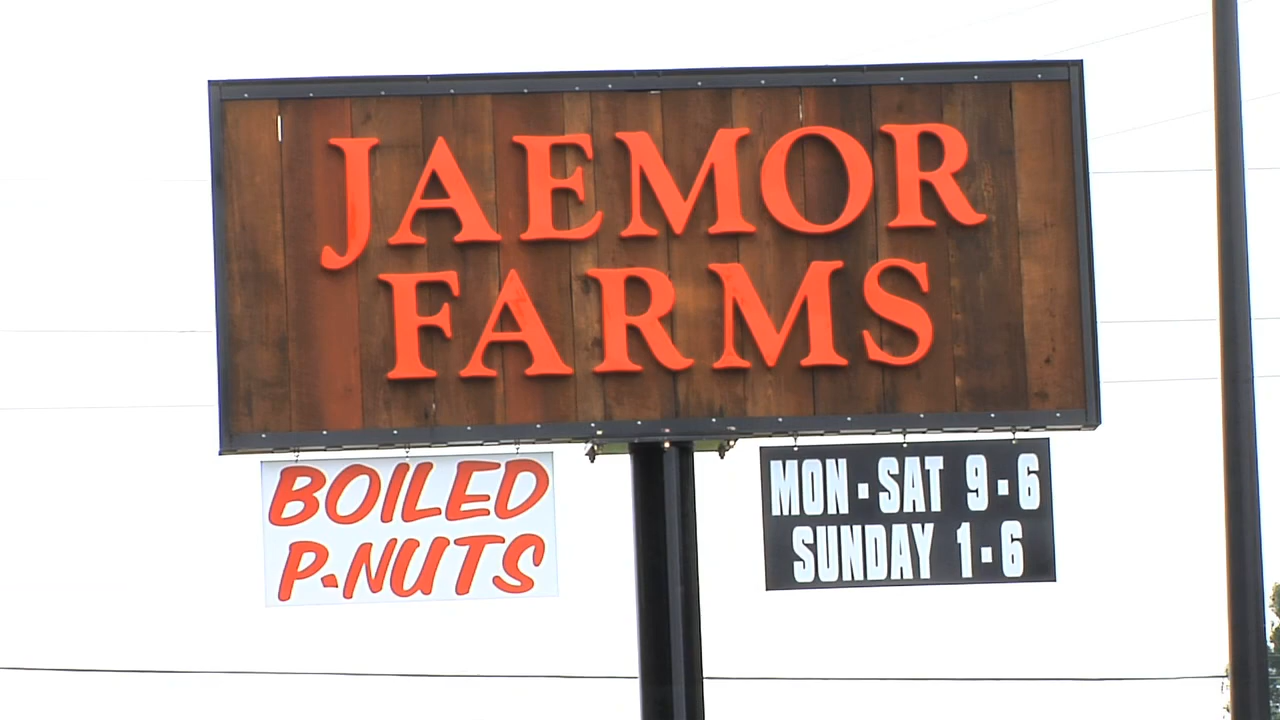 JAEMOR
FARMS
BOILED
P-NUTS
MON - SAT 9 - 6
SUNDAY 1 - 6